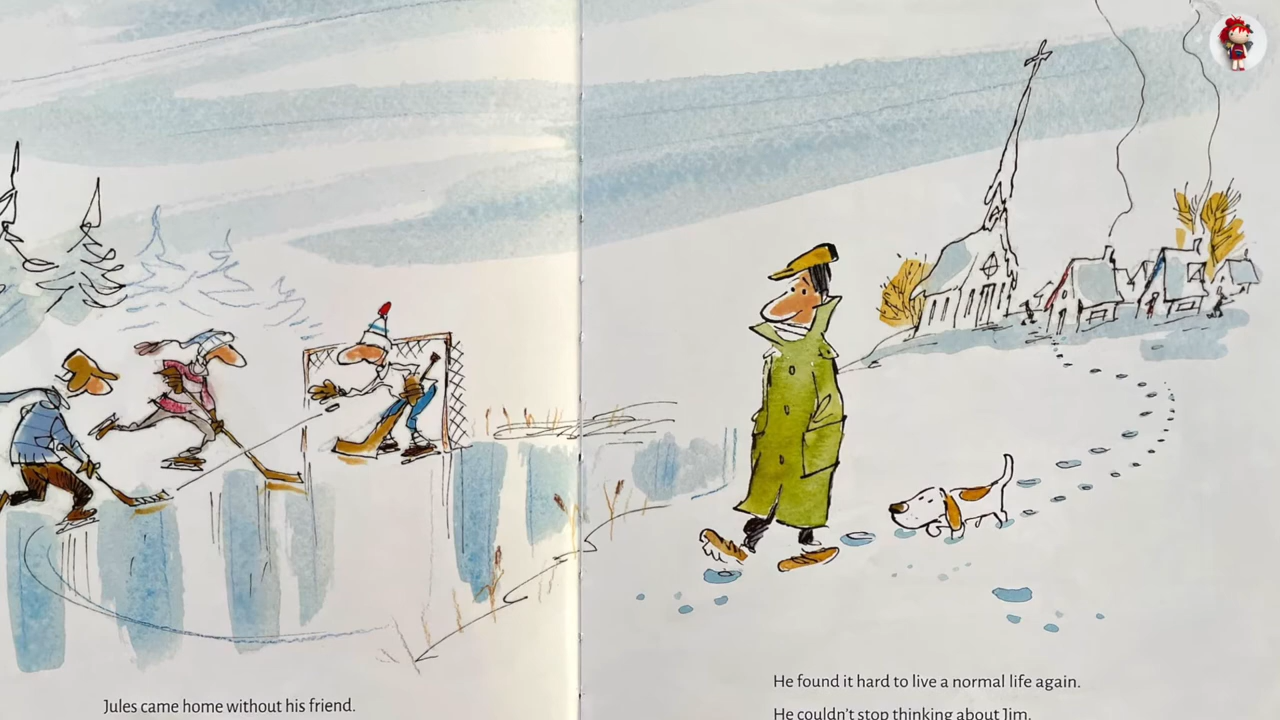 Jules came home without his friend.
He found it hard to live a normal life again.
He couldn't stop thinking about Jim.